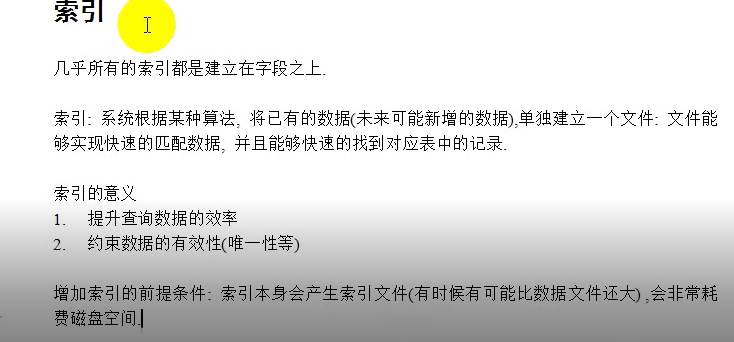 索引
几乎所有的索引都是建立在字段之上.
索引: 系统根据某种算法, 将已有的数据(未来可能新增的数据),单独建立一个文件: 文件能
够实现快速的匹配数据, 并且能够快速的找到对应表中的记录.
索引的意义
1. 提升查询数据的效率
2. 约束数据的有效性(唯一性等)
增加索引的前提条件: 索引本身会产生索引文件(有时候有可能比数据文件还大) ,会非常耗
费磁盘空间.